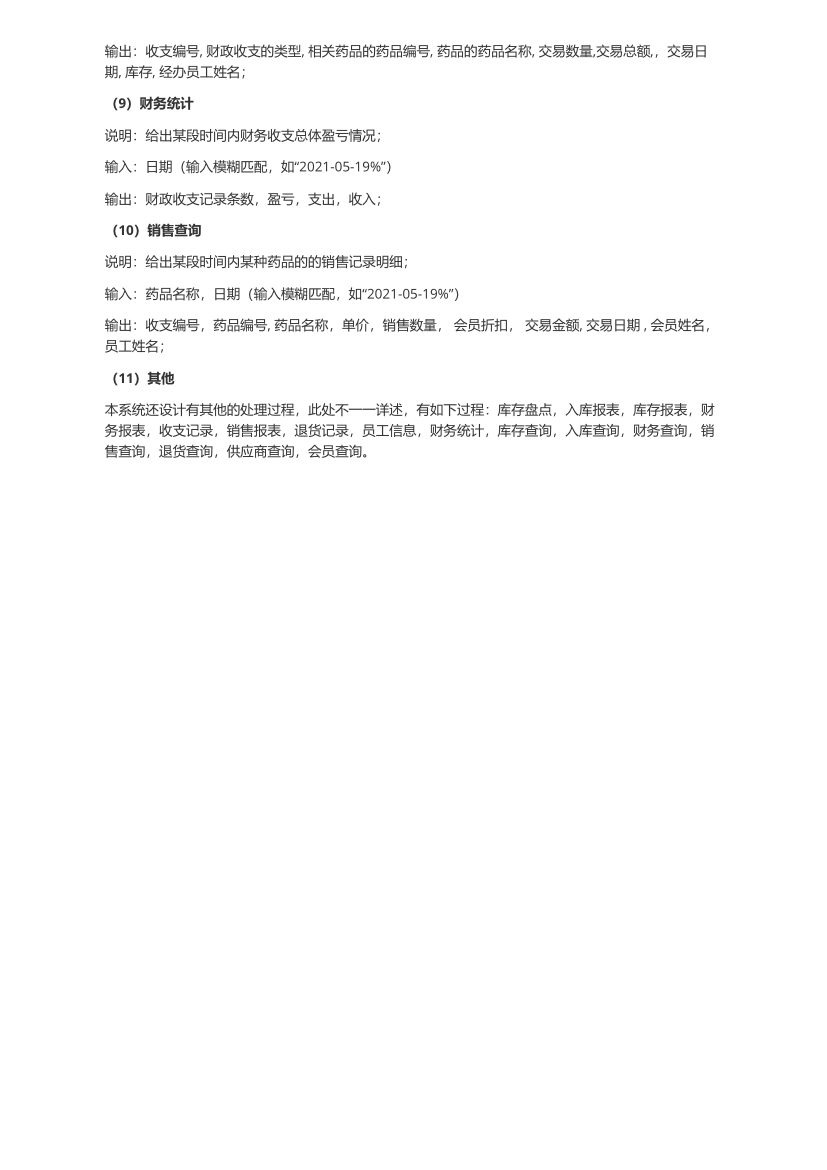 输出：收支编号, 财政收支的类型, 相关药品的药品编号, 药品的药品名称, 交易数量,交易总额,，交易日
期, 库存, 经办员工姓名；
（9）财务统计
说明：给出某段时间内财务收支总体盈亏情况；
输入：日期（输入模糊匹配，如“2021-05-19%”）
输出：财政收支记录条数，盈亏，支出，收入；
（10）销售查询
说明：给出某段时间内某种药品的的销售记录明细；
输入：药品名称，日期（输入模糊匹配，如“2021-05-19%”）
输出：收支编号，药品编号, 药品名称，单价，销售数量， 会员折扣， 交易金额, 交易日期 , 会员姓名，
员工姓名；
（11）其他
本系统还设计有其他的处理过程，此处不一一详述，有如下过程：库存盘点，入库报表，库存报表，财
务报表，收支记录，销售报表，退货记录，员工信息，财务统计，库存查询，入库查询，财务查询，销
售查询，退货查询，供应商查询，会员查询。